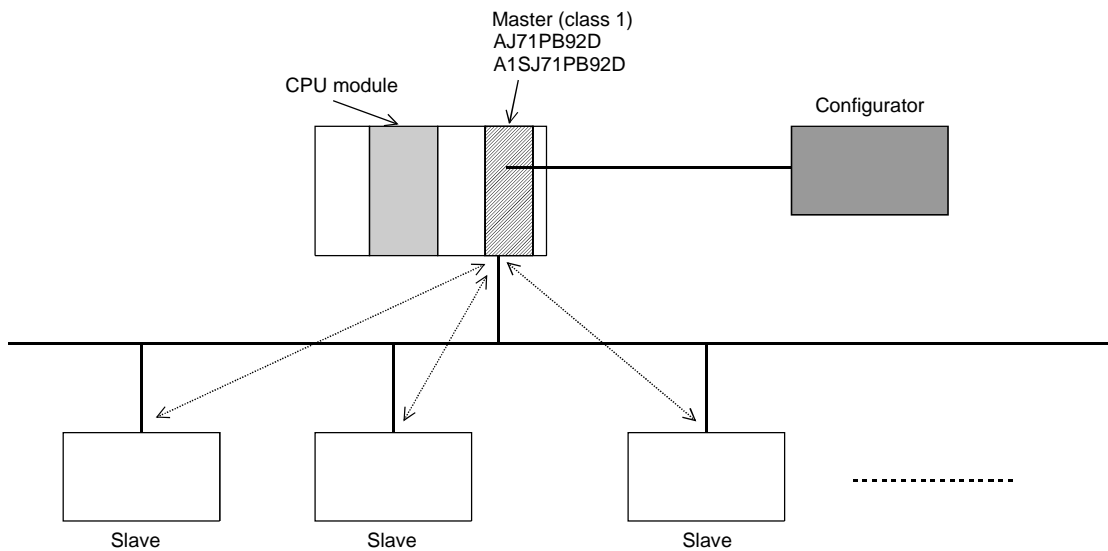 Master (class 1)
AJ71PB92D
A1SJ71PB92D
CPU module
Configurator
Slave
Slave
Slave